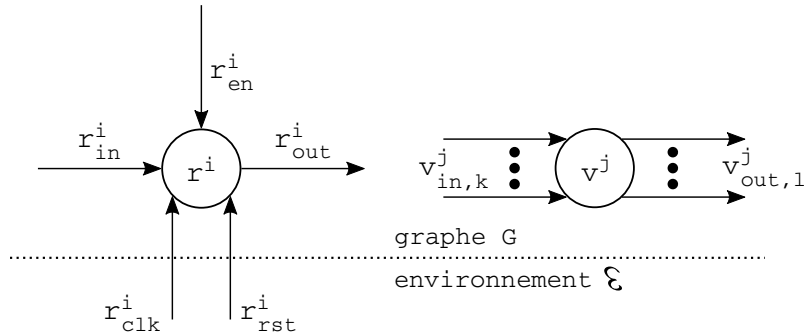 r^i_en
r^i_in
r^i_out
r^i
v^j_in,k
v^j
v^j_out,l
graphe G
environnement ℰ
r^i_clk
r^i_rst